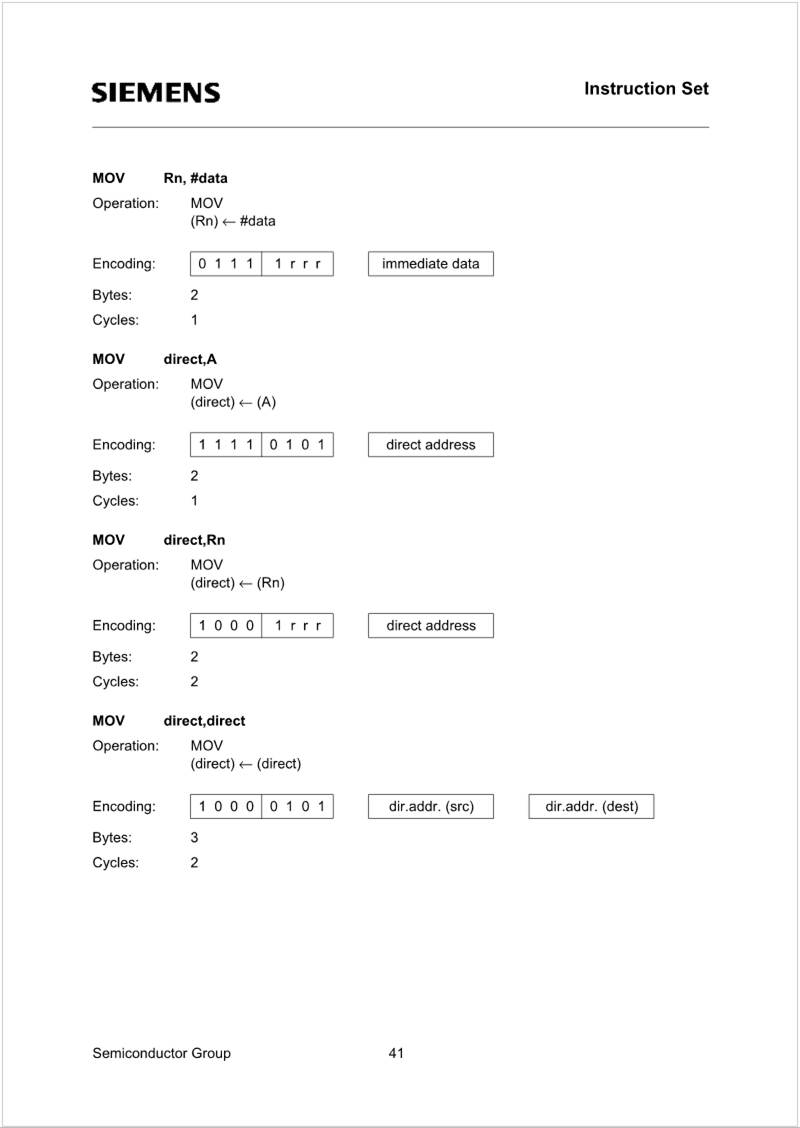 SIEMENS Instruction Set
MOV Rn, #data
Operation: MOV
(Rn) ← #data
Encoding: 0 1 1 1 1 r r r immediate data
Bytes: 2
Cycles: 1
MOV direct,A
Operation: MOV
(direct) ← (A)
Encoding: 1 1 1 1 0 1 0 1 direct address
Bytes: 2
Cycles: 1
MOV direct,Rn
Operation: MOV
(direct) ← (Rn)
Encoding: 1 0 0 0 1 r r r direct address
Bytes: 2
Cycles: 2
MOV direct,direct
Operation: MOV
(direct) ← (direct)
Encoding: 1 0 0 0 0 1 0 1 dir.addr. (src) dir.addr. (dest)
Bytes: 3
Cycles: 2
Semiconductor Group 41